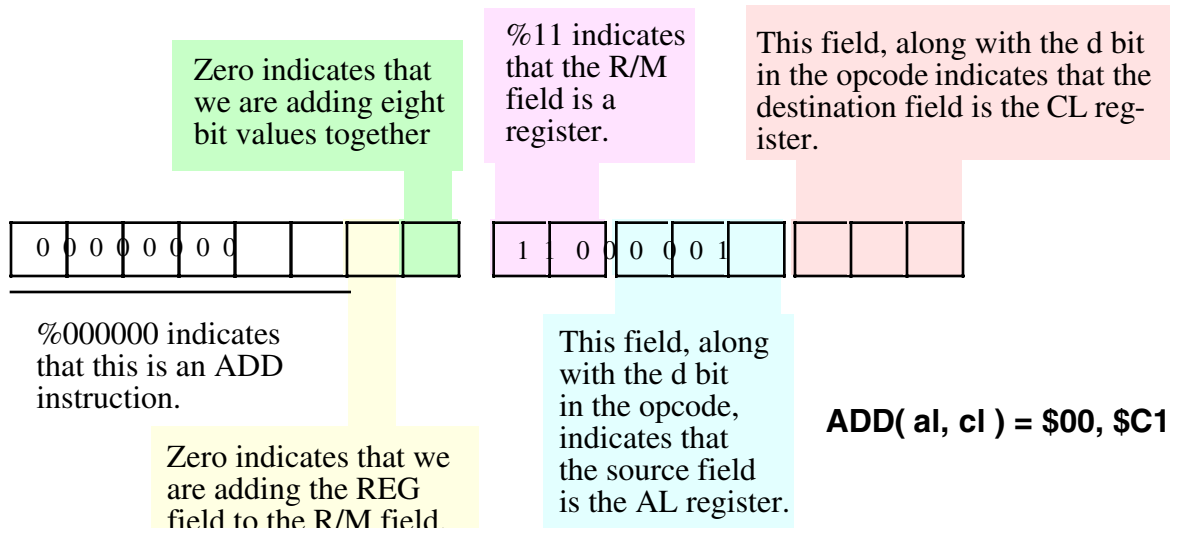 Zero indicates that
we are adding eight
bit values together
%11 indicates
that the R/M
field is a
register.
This field, along with the d bit
in the opcode indicates that the
destination field is the CL reg-
ister.
0 0 0 0 0 0 0 0
1 1 0 0 0 0 0 1
%000000 indicates
that this is an ADD
instruction.
Zero indicates that we
are adding the REG
field to the R/M field.
This field, along
with the d bit
in the opcode,
indicates that
the source field
is the AL register.
ADD( al, cl ) = $00, $C1